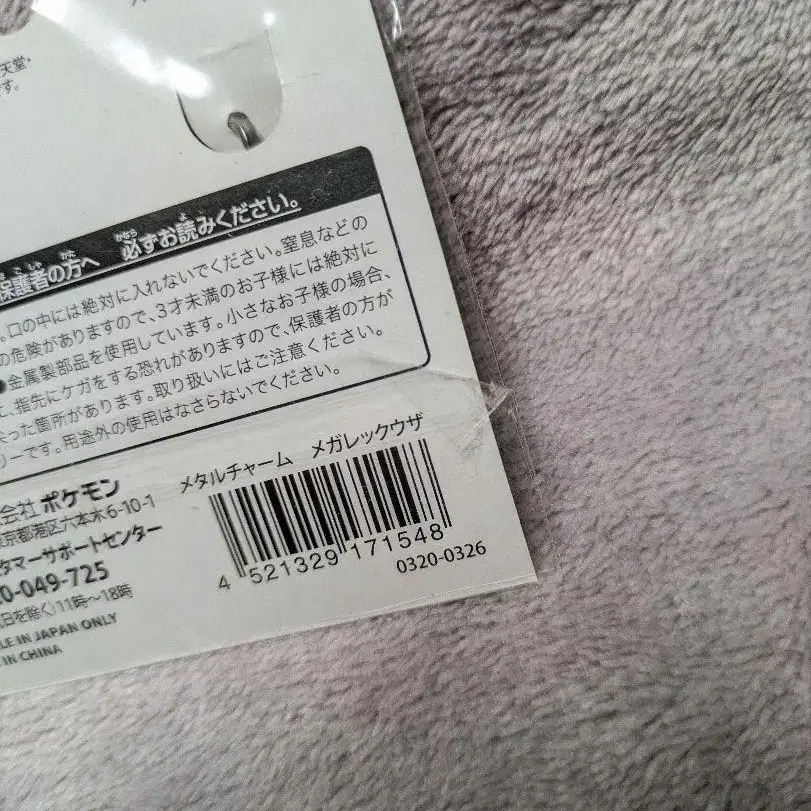 天堂・
す。
保護者の方へ 必ずお読みください。
。口の中には絶対に入れないでください。窒息などの
の危険がありますので、3才未満のお子様には絶対に
●金属製部品を使用しています。小さなお子様の場合、
に、指先にケガをする恐れがありますので、保護者の方が
った箇所があります。取り扱いにはご注意ください。
リーです。用途外の使用はなさらないでください。
メタルチャーム メガレックウザ
4 521329 171548
0320-0326
会社 ポケモン
京都港区六本木6-10-1
タマーサポートセンター
0-049-725
日を除く)11時〜18時
LE IN JAPAN ONLY
IN CHINA